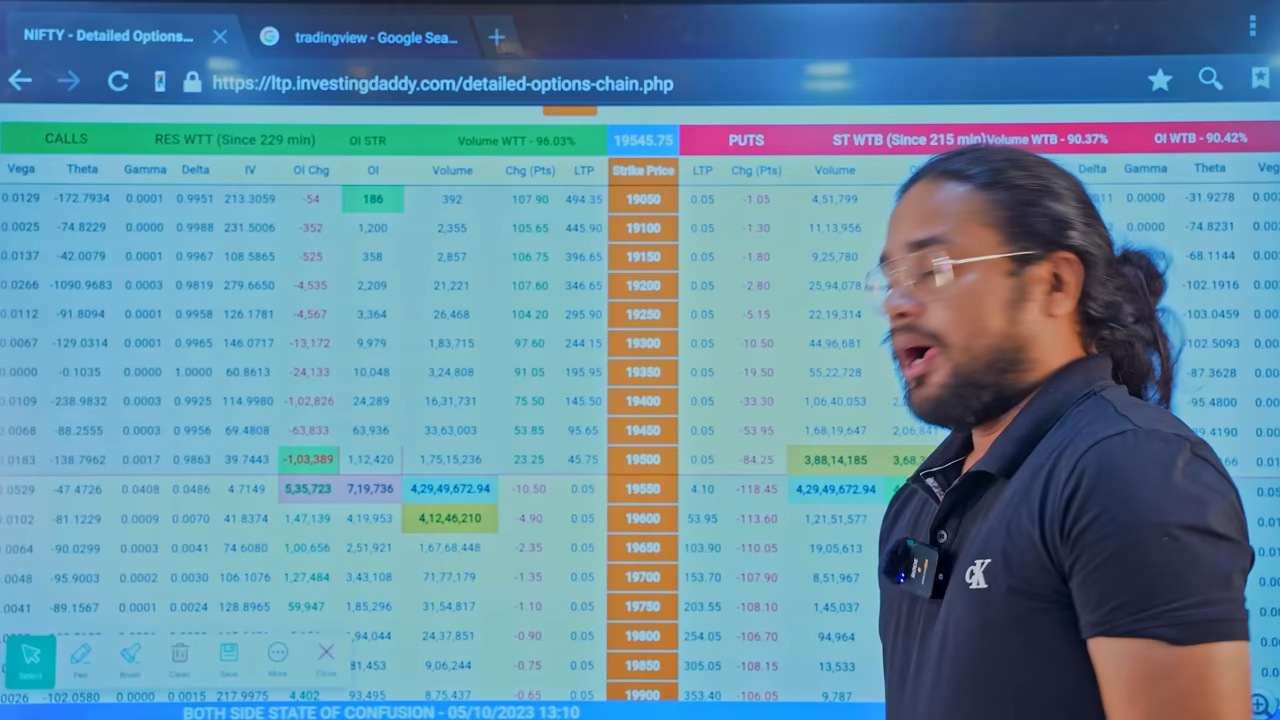 NIFTY - Detailed Options...
tradingview - Google Sea...
https://ltp.investingdaddy.com/detailed-options-chain.php
CALLS RES WTT (Since 229 min) OI STR Volume WTT - 96.03% 19545.75 PUTS ST WTB (Since 215 min)Volume WTB - 90.37% OI WTB - 90.42%
Vega Theta Gamma Delta IV OI Chg OI Volume Chg (Pts) LTP Strike Price LTP Chg (Pts) Volume Delta Gamma Theta Veg
0.0129 -172.7934 0.0001 0.9951 213.3059 -54 186 392 107.90 494.35 19050 0.05 -1.05 4,51,799 0.0000 -31.9278
0.0025 -74.8229 0.0000 0.9988 231.5006 -352 1,200 2,355 105.65 445.90 19100 0.05 -1.30 11,13,956 0.0000 -74.8231
0.0137 -42.0079 0.0001 0.9967 108.5865 -525 358 2,857 106.75 396.65 19150 0.05 -1.80 9,25,780 -68.1144
0.0266 -1090.9683 0.0003 0.9819 279.6650 -4,535 2,209 21,221 107.60 346.65 19200 0.05 -2.80 25,94,078 -102.1916
0.0112 -91.8094 0.0001 0.9958 126.1781 -4,567 3,364 26,468 104.20 295.90 19250 0.05 -5.15 22,19,314 -103.0459
0.0067 -129.0314 0.0001 0.9965 146.0717 -13,172 9,979 1,83,715 97.60 244.15 19300 0.05 -10.50 44,96,681 102.5093
0.0000 -0.1035 0.0000 1.0000 60.8613 -24,133 10,048 3,24,808 91.05 195.95 19350 0.05 -19.50 55,22,728 -87.3628
0.0109 -238.9832 0.0003 0.9925 114.9980 -1,02,826 24,289 16,31,731 75.50 145.50 19400 0.05 -33.30 1,06,40,053 -95.4800
0.0068 -88.2555 0.0003 0.9956 69.4808 -63,833 63,936 33,63,003 53.85 95.65 19450 0.05 -53.95 1,68,19,647 2,06,841
0.0183 -138.7962 0.0017 0.9863 39.7443 -1,03,389 1,12,420 1,75,15,236 23.25 45.75 19500 0.05 -84.25 3,88,14,185 3,68,3
0.0529 -47.4726 0.0408 0.0486 4.7149 5,35,723 7,19,736 4,29,49,672.94 -10.50 0.05 19550 4.10 -118.45 4,29,49,672.94
0.0102 -81.1229 0.0009 0.0070 41.8374 1,47,139 4,19,953 4,12,46,210 -4.90 0.05 19600 53.95 -113.60 1,21,51,577
0.0064 -90.0299 0.0003 0.0041 74.6080 1,00,656 2,51,921 1,67,68,448 -2.35 0.05 19650 103.90 -110.05 19,05,613
0.0048 -95.9003 0.0002 0.0030 106.1076 1,27,484 3,43,108 71,77,179 -1.35 0.05 19700 153.70 -107.90 8,51,967
0.0041 -89.1567 0.0001 0.0024 128.8965 59,947 1,85,296 31,54,817 -1.10 0.05 19750 203.55 -108.10 1,45,037
,94,044 24,37,851 -0.90 0.05 19800 254.05 -106.70 94,964
81,453 9,06,244 -0.75 0.05 19850 305.05 -108.15 13,533
0026 -102.0580 0.0000 0.0015 217.9975 4,402 93,495 8,75,437 -0.65 0.05 19900 353.40 -106.05 9,787
Select Pen Brush Clean Save More Close
BOTH SIDE STATE OF CONFUSION - 05/10/2023 13:10
cK